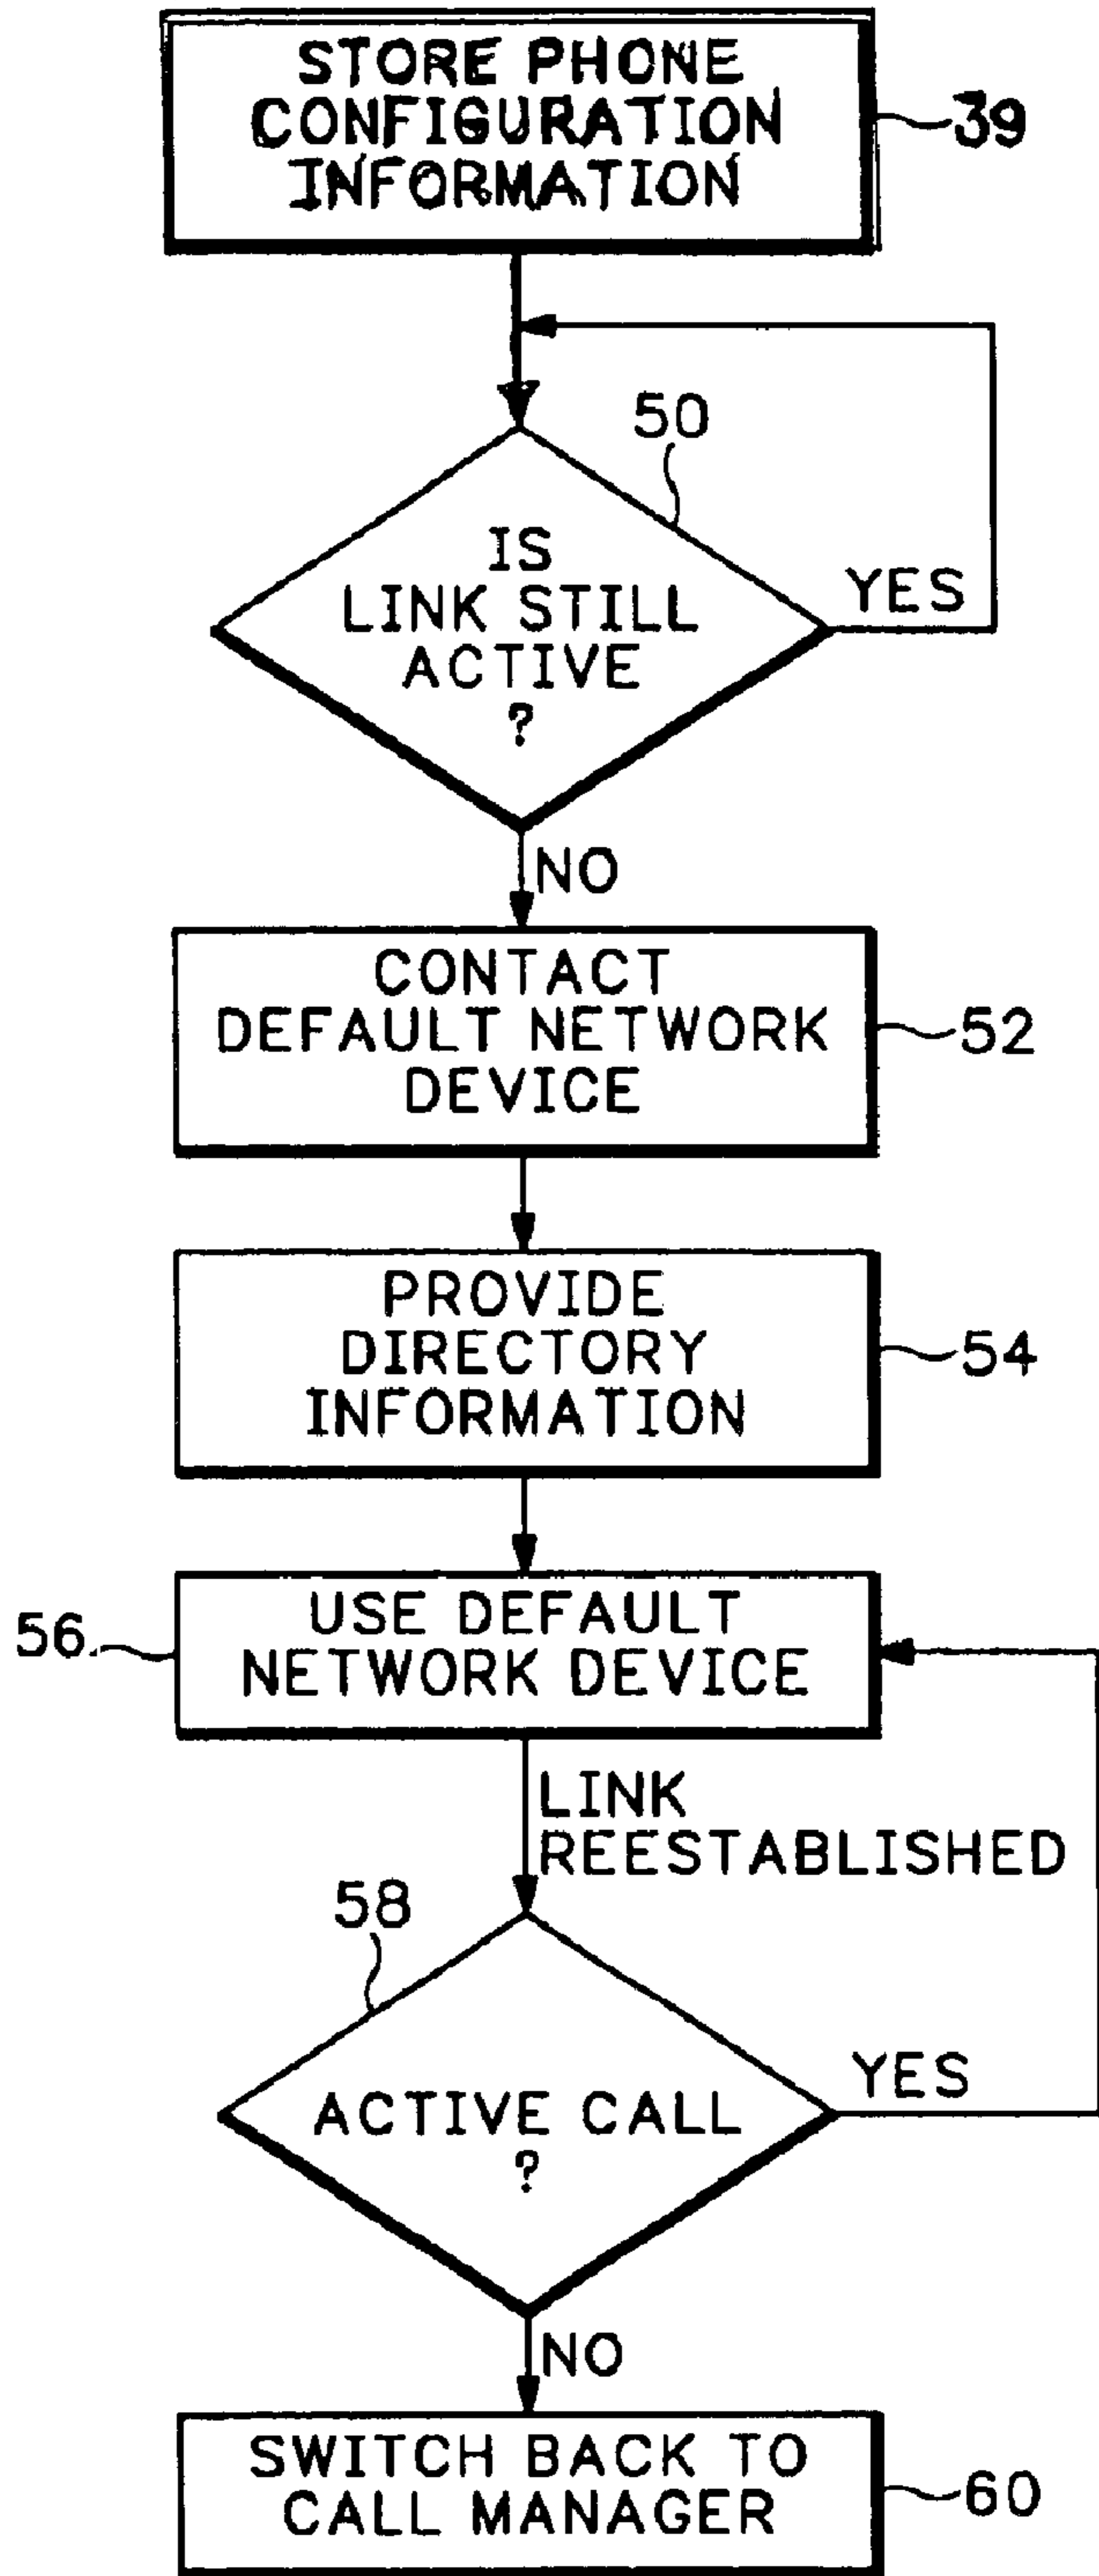 STORE PHONE
CONFIGURATION
INFORMATION
39
50
IS
LINK STILL
ACTIVE
?
YES
NO
CONTACT
DEFAULT NETWORK
DEVICE
52
PROVIDE
DIRECTORY
INFORMATION
54
USE DEFAULT
NETWORK DEVICE
56
LINK
REESTABLISHED
58
ACTIVE CALL
?
YES
NO
SWITCH BACK TO
CALL MANAGER
60